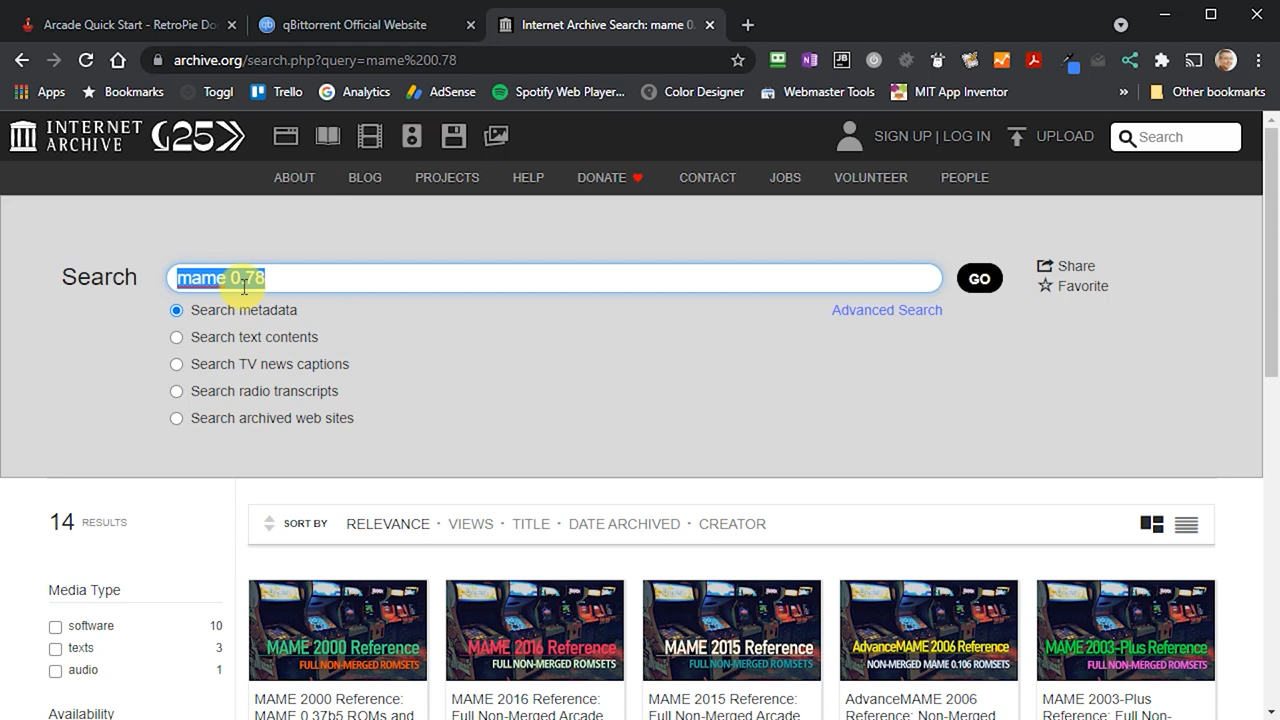 Arcade Quick Start - RetroPie Do
qBittorrent Official Website
Internet Archive Search: mame 0.
archive.org/search.php?query=mame%200.78
Apps
Bookmarks
Toggl
Trello
Analytics
AdSense
Spotify Web Player...
Color Designer
Webmaster Tools
MIT App Inventor
»
Other bookmarks
INTERNET ARCHIVE
25
SIGN UP | LOG IN
UPLOAD
Search
ABOUT
BLOG
PROJECTS
HELP
DONATE
CONTACT
JOBS
VOLUNTEER
PEOPLE
Search
mame 0.78
GO
Share
Favorite
Search metadata
Advanced Search
Search text contents
Search TV news captions
Search radio transcripts
Search archived web sites
14 RESULTS
SORT BY RELEVANCE · VIEWS · TITLE · DATE ARCHIVED · CREATOR
Media Type
software 10
texts 3
audio 1
Availability
MAME 2000 Reference
FULL NON-MERGED ROMSETS
MAME 2000 Reference:
MAME 0.37b5 ROMs and
MAME 2016 Reference
FULL NON-MERGED ROMSETS
MAME 2016 Reference:
Full Non-Merged Arcade
MAME 2015 Reference
FULL NON-MERGED ROMSETS
MAME 2015 Reference:
Full Non-Merged Arcade
AdvanceMAME 2006 Reference
NON-MERGED MAME 0.106 ROMSETS
AdvanceMAME 2006
Reference: Non-Merged
MAME 2003-Plus Reference
FULL NON-MERGED ROMSETS
MAME 2003-Plus
Reference: Full Non-